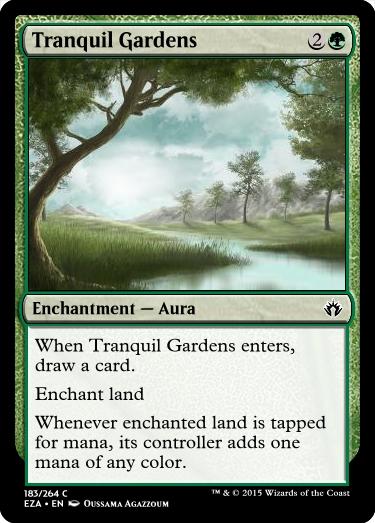 Tranquil Gardens 2
Enchantment — Aura
When Tranquil Gardens enters,
draw a card.
Enchant land
Whenever enchanted land is tapped
for mana, its controller adds one
mana of any color.
183/264 C
EZA • EN Oussama Agazzoum
™ & © 2015 Wizards of the Coast